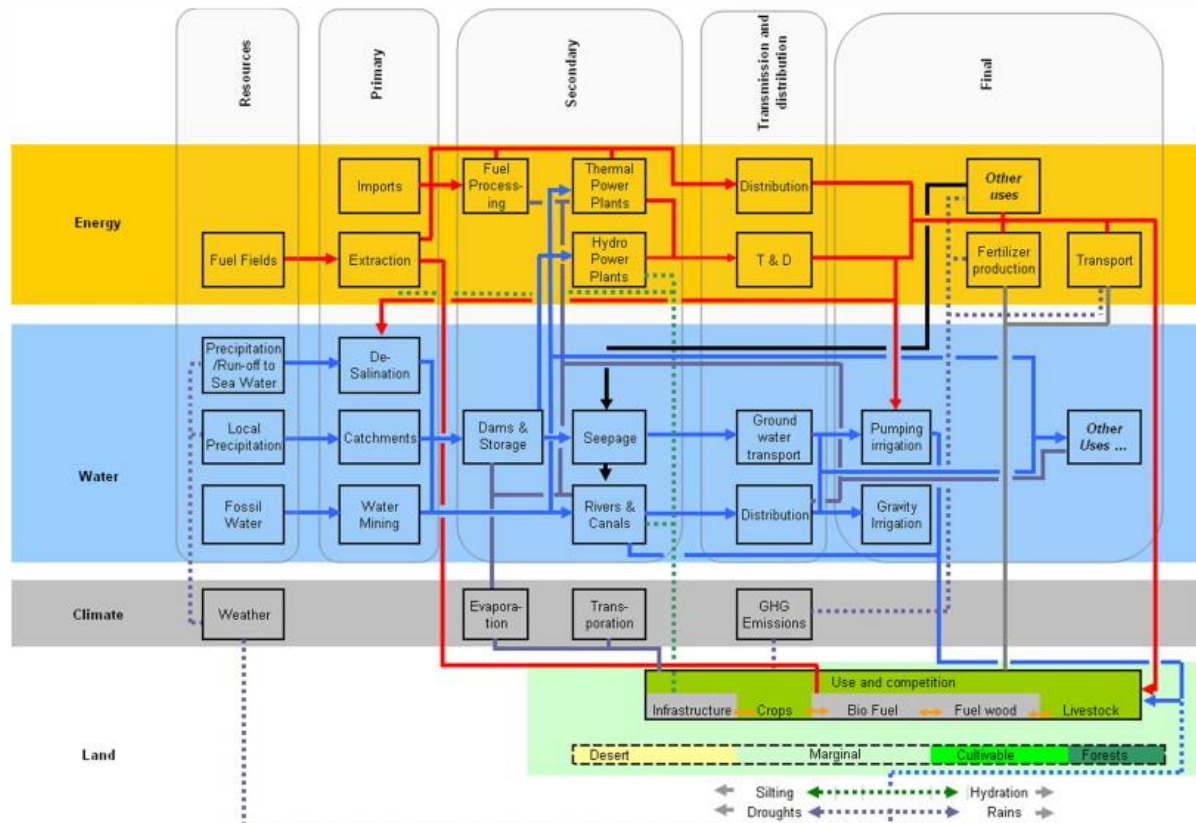 Resources
Primary
Secondary
Transmission and
distribution
Final
Energy
Imports
Fuel
Process-
ing
Thermal
Power
Plants
Distribution
Other
uses
Fuel Fields
Extraction
Hydro
Power
Plants
T & D
Fertilizer
production
Transport
Water
Precipitation
/Run-off to
Sea Water
De-
Salination
Local
Precipitation
Catchments
Dams &
Storage
Seepage
Ground
water
transport
Pumping
irrigation
Other
Uses ...
Fossil
Water
Water
Mining
Rivers &
Canals
Distribution
Gravity
Irrigation
Climate
Weather
Evapora-
tion
Trans-
poration
GHG
Emissions
Land
Use and competition
Infrastructure
Crops
Bio Fuel
Fuel wood
Livestock
Desert
Marginal
Cultivable
Forests
Silting
Hydration
Droughts
Rains